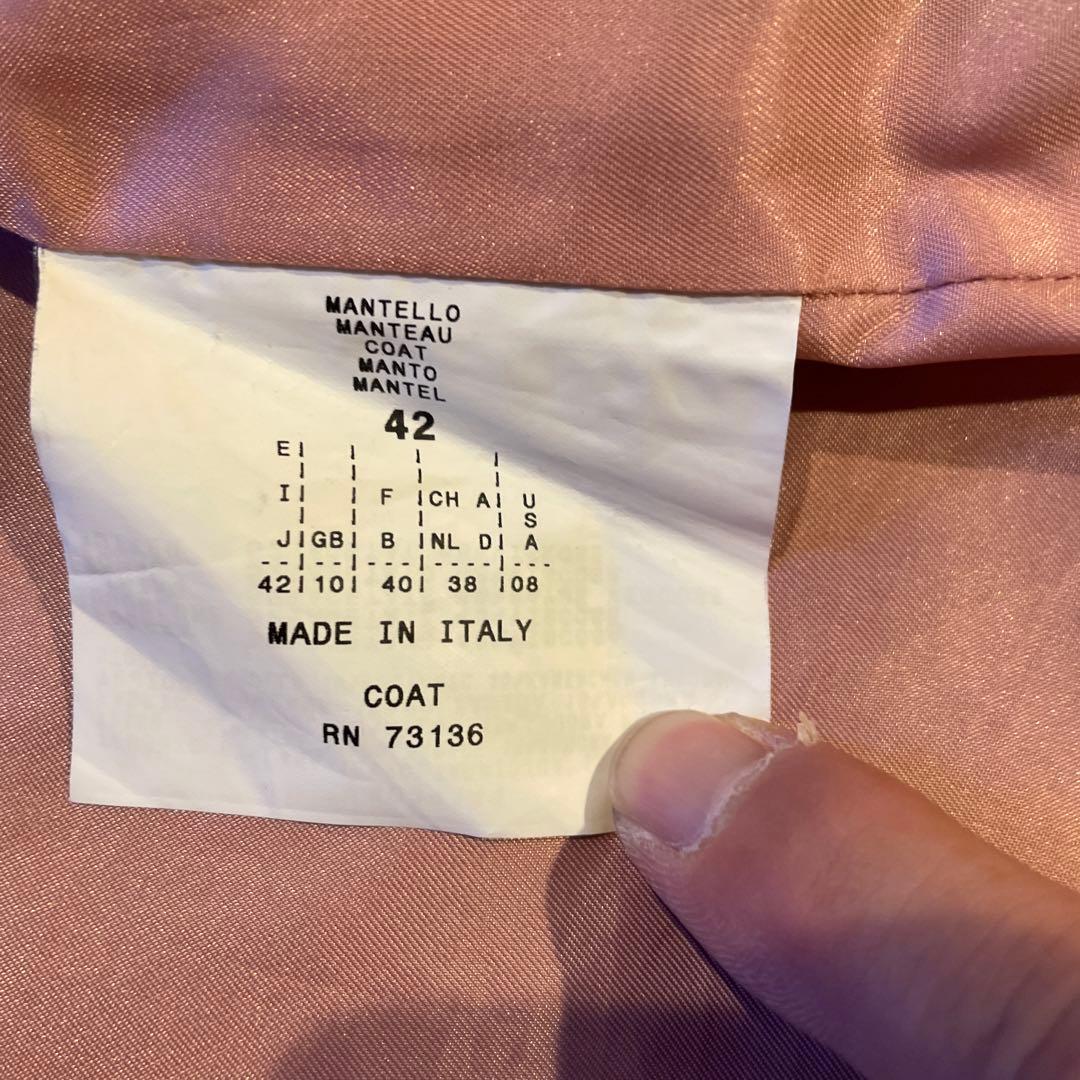 MANTELLO
MANTEAU
COAT
MANTO
MANTEL
42
E| | | |
| | | |
I| | F |CH A| U
| | | | S
J|GB| B |NL D| A
--|--|---|----|---
42|10| 40| 38 |08
MADE IN ITALY
COAT
RN 73136